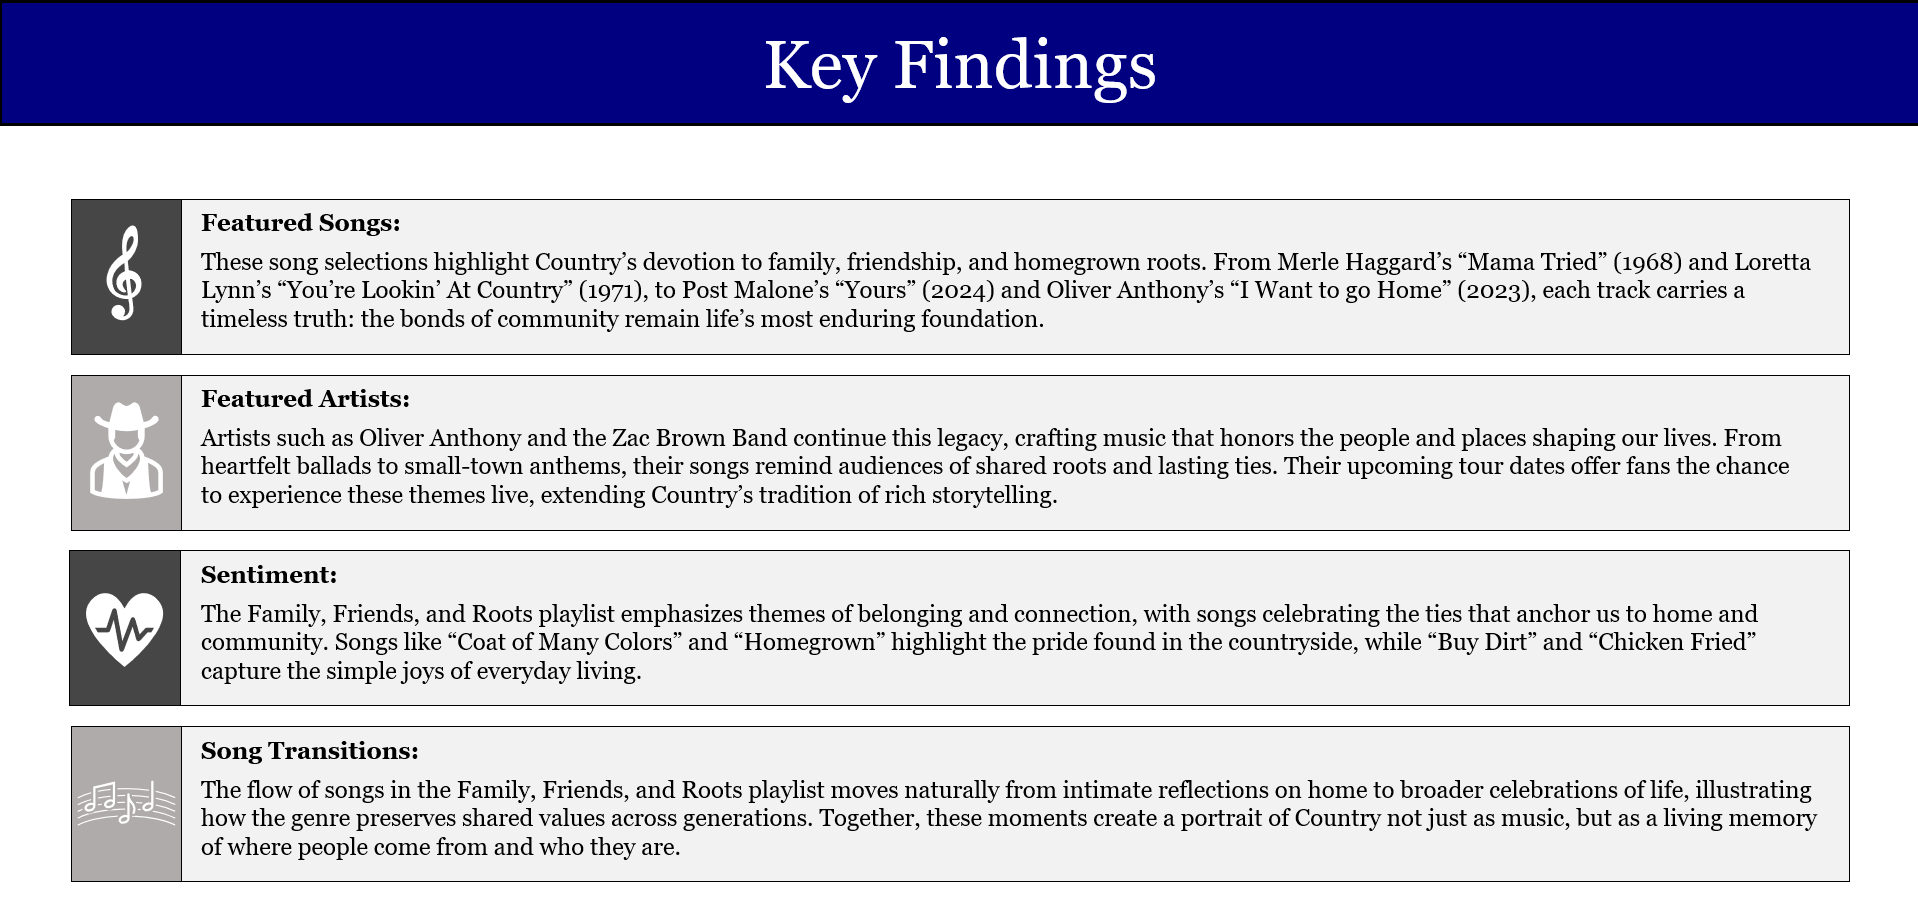 Key Findings
Featured Songs:
These song selections highlight Country’s devotion to family, friendship, and homegrown roots. From Merle Haggard’s “Mama Tried” (1968) and Loretta
Lynn’s “You’re Lookin’ At Country” (1971), to Post Malone’s “Yours” (2024) and Oliver Anthony’s “I Want to go Home” (2023), each track carries a
timeless truth: the bonds of community remain life’s most enduring foundation.
Featured Artists:
Artists such as Oliver Anthony and the Zac Brown Band continue this legacy, crafting music that honors the people and places shaping our lives. From
heartfelt ballads to small-town anthems, their songs remind audiences of shared roots and lasting ties. Their upcoming tour dates offer fans the chance
to experience these themes live, extending Country’s tradition of rich storytelling.
Sentiment:
The Family, Friends, and Roots playlist emphasizes themes of belonging and connection, with songs celebrating the ties that anchor us to home and
community. Songs like “Coat of Many Colors” and “Homegrown” highlight the pride found in the countryside, while “Buy Dirt” and “Chicken Fried”
capture the simple joys of everyday living.
Song Transitions:
The flow of songs in the Family, Friends, and Roots playlist moves naturally from intimate reflections on home to broader celebrations of life, illustrating
how the genre preserves shared values across generations. Together, these moments create a portrait of Country not just as music, but as a living memory
of where people come from and who they are.